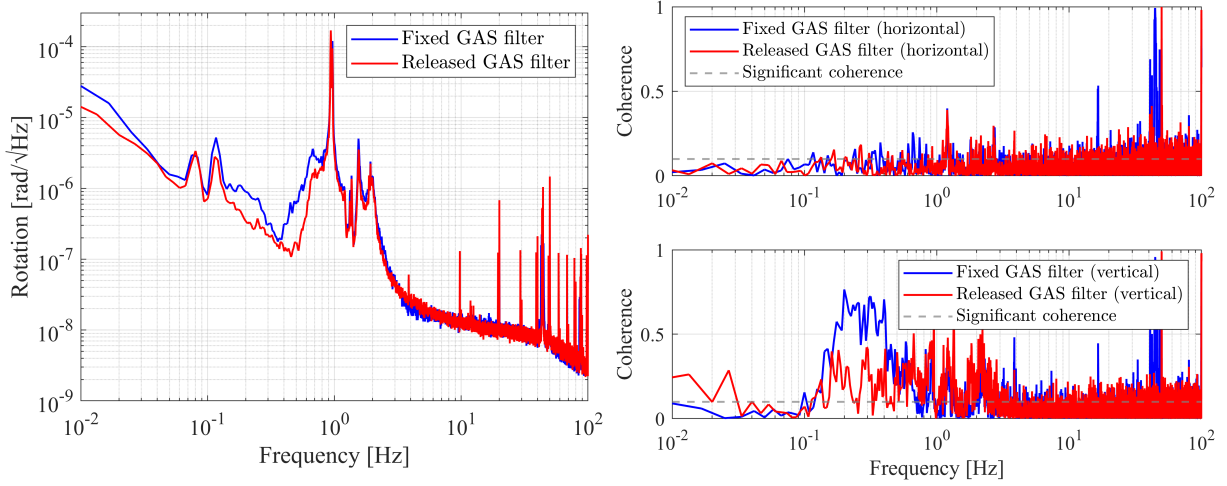 Fixed GAS filter
Released GAS filter
Rotation [rad/√Hz]
10^-4
10^-5
10^-6
10^-7
10^-8
10^-9
10^-2
10^-1
10^0
10^1
10^2
Frequency [Hz]
Fixed GAS filter (horizontal)
Released GAS filter (horizontal)
Significant coherence
Coherence
1
0.5
0
10^-2
10^-1
10^0
10^1
10^2
Fixed GAS filter (vertical)
Released GAS filter (vertical)
Significant coherence
Coherence
1
0.5
0
10^-2
10^-1
10^0
10^1
10^2
Frequency [Hz]